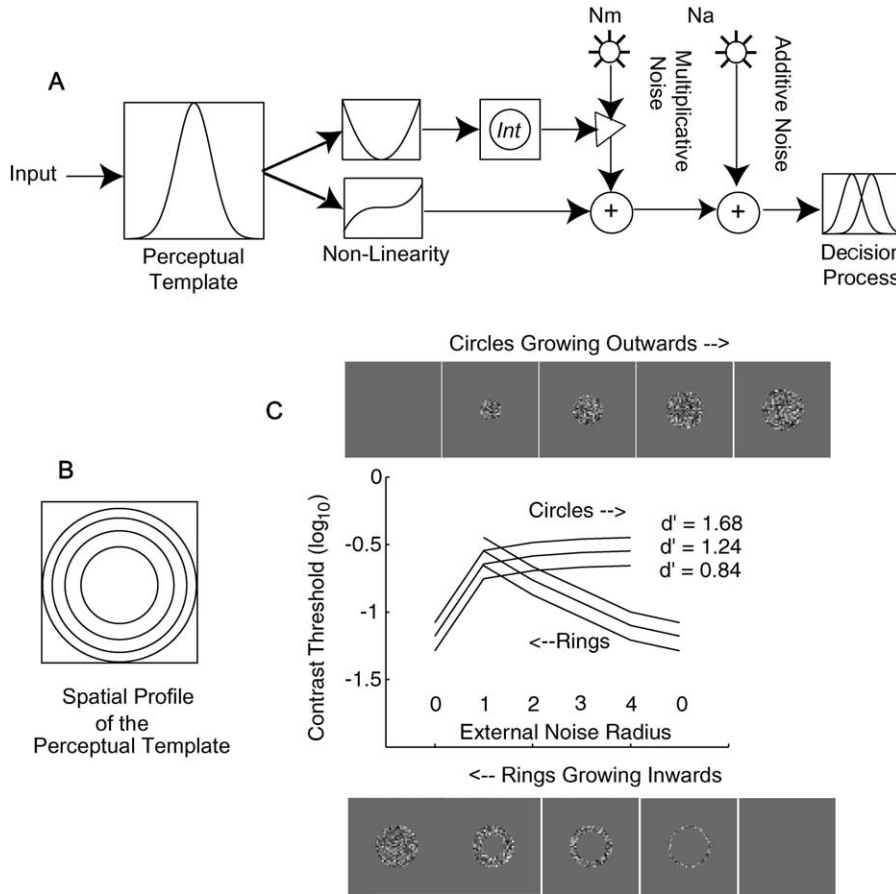 A
Nm
Na
Multiplicative
Noise
Additive Noise
Input
Int
+
+
Perceptual
Template
Non-Linearity
Decision
Process
Circles Growing Outwards -->
C
B
Spatial Profile
of the
Perceptual Template
Contrast Threshold (log10)
0
-0.5
-1
-1.5
Circles -->
d' = 1.68
d' = 1.24
d' = 0.84
<--Rings
0 1 2 3 4 0
External Noise Radius
<-- Rings Growing Inwards